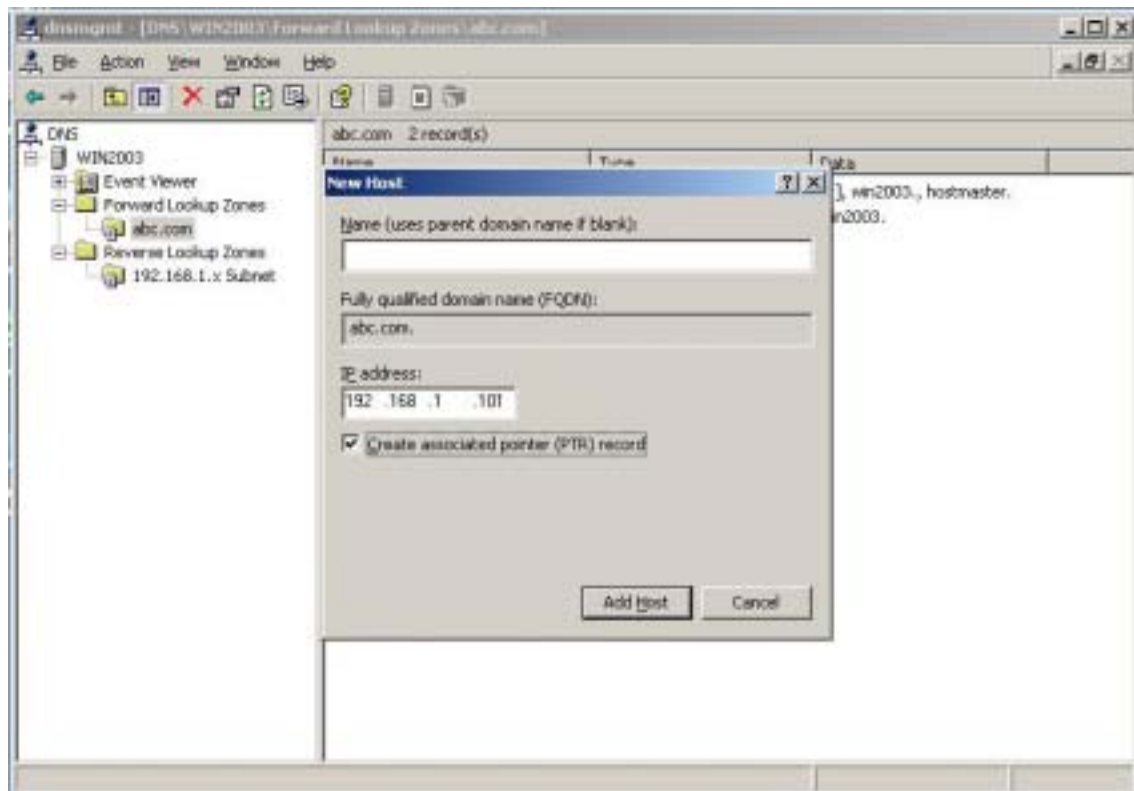 dnsmgmt - [DNS\WIN2003\Forward Lookup Zones\abc.com]
File Action View Window Help
DNS
WIN2003
Event Viewer
Forward Lookup Zones
abc.com
Reverse Lookup Zones
192.168.1.x Subnet
abc.com 2 record(s)
Name Type Data
], win2003., hostmaster.
n2003.
New Host
Name (uses parent domain name if blank):
Fully qualified domain name (FQDN):
abc.com.
IP address:
192 .168 .1 .101
Create associated pointer (PTR) record
Add Host Cancel